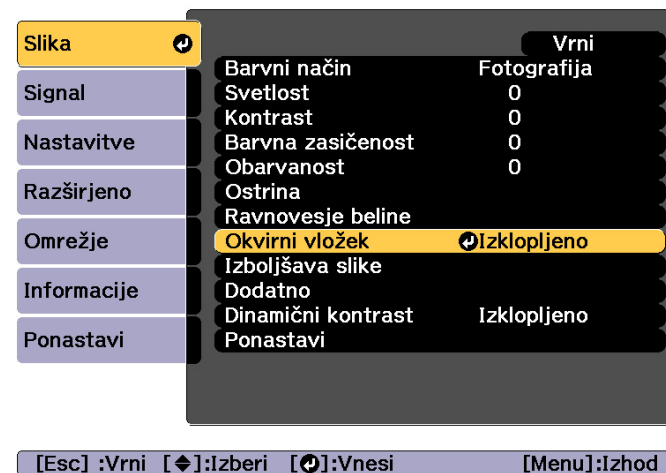 Slika
Signal
Nastavitve
Razširjeno
Omrežje
Informacije
Ponastavi
Vrni
Barvni način Fotografija
Svetlost 0
Kontrast 0
Barvna zasičenost 0
Obarvanost 0
Ostrina
Ravnovesje beline
Okvirni vložek Izklopljeno
Izboljšava slike
Dodatno
Dinamični kontrast Izklopljeno
Ponastavi
[Esc] :Vrni [◆]:Izberi [↵]:Vnesi [Menu]:Izhod